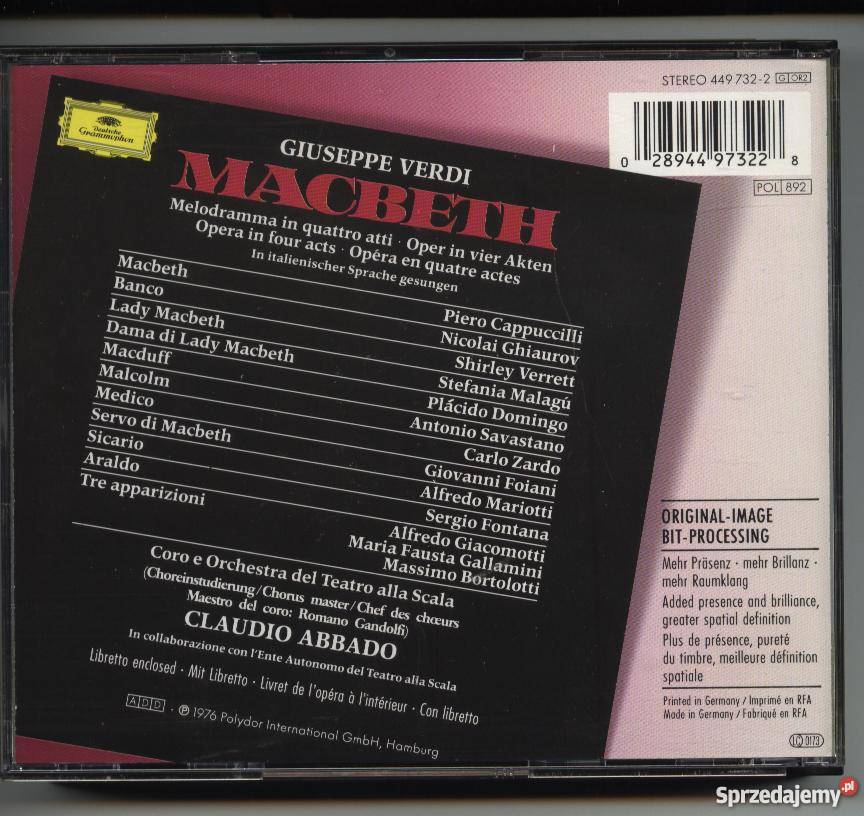 STEREO 449 732-2 G OR2
0 28944 97322 8
POL 892
Deutsche
Grammophon
GIUSEPPE VERDI
MACBETH
Melodramma in quattro atti · Oper in vier Akten
Opera in four acts · Opéra en quatre actes
In italienischer Sprache gesungen
Macbeth Piero Cappuccilli
Banco Nicolai Ghiaurov
Lady Macbeth Shirley Verrett
Dama di Lady Macbeth Stefania Malagú
Macduff Plácido Domingo
Malcolm Antonio Savastano
Medico Carlo Zardo
Servo di Macbeth Giovanni Foiani
Sicario Alfredo Mariotti
Araldo Sergio Fontana
Tre apparizioni Alfredo Giacomotti
Maria Fausta Gallamini
Massimo Bortolotti
Coro e Orchestra del Teatro alla Scala
(Choreinstudierung/Chorus master/Chef des chœurs
Maestro del coro: Romano Gandolfi)
CLAUDIO ABBADO
In collaborazione con l'Ente Autonomo del Teatro alla Scala
Libretto enclosed · Mit Libretto · Livret de l'opéra à l'intérieur · Con libretto
ADD · ℗ 1976 Polydor International GmbH, Hamburg
ORIGINAL-IMAGE
BIT-PROCESSING
Mehr Präsenz · mehr Brillanz ·
mehr Raumklang
Added presence and brilliance,
greater spatial definition
Plus de présence, pureté
du timbre, meilleure définition
spatiale
Printed in Germany / Imprimé en RFA
Made in Germany / Fabriqué en RFA
LC 0173
Sprzedajemy.pl